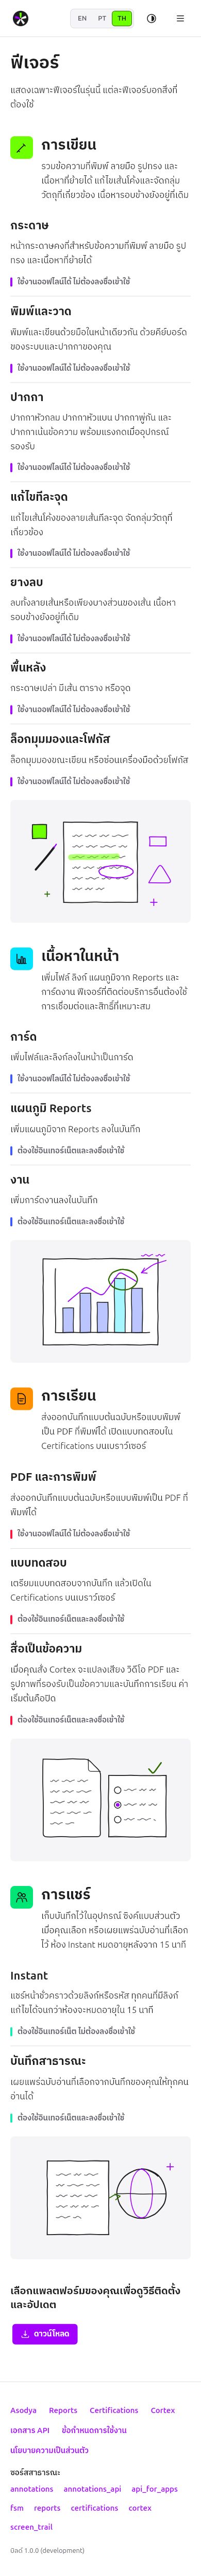 EN PT TH
ฟีเจอร์
แสดงเฉพาะฟีเจอร์ในรุ่นนี้ แต่ละฟีเจอร์บอกสิ่งที่
ต้องใช้
การเขียน
รวมข้อความที่พิมพ์ ลายมือ รูปทรง และ
เนื้อหาที่ย้ายได้ แก้ไขเส้นโค้งและจัดกลุ่ม
วัตถุที่เกี่ยวข้อง เนื้อหารอบข้างยังอยู่ที่เดิม
กระดาษ
หน้ากระดาษคงที่สำหรับข้อความที่พิมพ์ ลายมือ รูป
ทรง และเนื้อหาที่ย้ายได้
ใช้งานออฟไลน์ได้ ไม่ต้องลงชื่อเข้าใช้
พิมพ์และวาด
พิมพ์และเขียนด้วยมือในหน้าเดียวกัน ด้วยคีย์บอร์ด
ของระบบและปากกาของคุณ
ใช้งานออฟไลน์ได้ ไม่ต้องลงชื่อเข้าใช้
ปากกา
ปากกาหัวกลม ปากกาหัวแบน ปากกาพู่กัน และ
ปากกาเน้นข้อความ พร้อมแรงกดเมื่ออุปกรณ์
รองรับ
ใช้งานออฟไลน์ได้ ไม่ต้องลงชื่อเข้าใช้
แก้ไขทีละจุด
แก้ไขเส้นโค้งของลายเส้นทีละจุด จัดกลุ่มวัตถุที่
เกี่ยวข้อง
ใช้งานออฟไลน์ได้ ไม่ต้องลงชื่อเข้าใช้
ยางลบ
ลบทั้งลายเส้นหรือเพียงบางส่วนของเส้น เนื้อหา
รอบข้างยังอยู่ที่เดิม
ใช้งานออฟไลน์ได้ ไม่ต้องลงชื่อเข้าใช้
พื้นหลัง
กระดาษเปล่า มีเส้น ตาราง หรือจุด
ใช้งานออฟไลน์ได้ ไม่ต้องลงชื่อเข้าใช้
ล็อกมุมมองและโฟกัส
ล็อกมุมมองขณะเขียน หรือซ่อนเครื่องมือด้วยโฟกัส
ใช้งานออฟไลน์ได้ ไม่ต้องลงชื่อเข้าใช้
เนื้อหาในหน้า
เพิ่มไฟล์ ลิงก์ แผนภูมิจาก Reports และ
การ์ดงาน ฟีเจอร์ที่ติดต่อบริการอื่นต้องใช้
การเชื่อมต่อและสิทธิ์ที่เหมาะสม
การ์ด
เพิ่มไฟล์และลิงก์ลงในหน้าเป็นการ์ด
ใช้งานออฟไลน์ได้ ไม่ต้องลงชื่อเข้าใช้
แผนภูมิ Reports
เพิ่มแผนภูมิจาก Reports ลงในบันทึก
ต้องใช้อินเทอร์เน็ตและลงชื่อเข้าใช้
งาน
เพิ่มการ์ดงานลงในบันทึก
ต้องใช้อินเทอร์เน็ตและลงชื่อเข้าใช้
การเรียน
ส่งออกบันทึกแบบต้นฉบับหรือแบบพิมพ์
เป็น PDF ที่พิมพ์ได้ เปิดแบบทดสอบใน
Certifications บนเบราว์เซอร์
PDF และการพิมพ์
ส่งออกบันทึกแบบต้นฉบับหรือแบบพิมพ์เป็น PDF ที่
พิมพ์ได้
ใช้งานออฟไลน์ได้ ไม่ต้องลงชื่อเข้าใช้
แบบทดสอบ
เตรียมแบบทดสอบจากบันทึก แล้วเปิดใน
Certifications บนเบราว์เซอร์
ต้องใช้อินเทอร์เน็ตและลงชื่อเข้าใช้
สื่อเป็นข้อความ
เมื่อคุณสั่ง Cortex จะแปลงเสียง วิดีโอ PDF และ
รูปภาพที่รองรับเป็นข้อความและบันทึกการเรียน ค่า
เริ่มต้นคือปิด
ต้องใช้อินเทอร์เน็ตและลงชื่อเข้าใช้
การแชร์
เก็บบันทึกไว้ในอุปกรณ์ ซิงค์แบบส่วนตัว
เมื่อคุณเลือก หรือเผยแพร่ฉบับอ่านที่เลือก
ไว้ ห้อง Instant หมดอายุหลังจาก 15 นาที
Instant
แชร์หน้าชั่วคราวด้วยลิงก์หรือรหัส ทุกคนที่มีลิงก์
แก้ไขได้จนกว่าห้องจะหมดอายุใน 15 นาที
ต้องใช้อินเทอร์เน็ต ไม่ต้องลงชื่อเข้าใช้
บันทึกสาธารณะ
เผยแพร่ฉบับอ่านที่เลือกจากบันทึกของคุณให้ทุกคน
อ่านได้
ต้องใช้อินเทอร์เน็ตและลงชื่อเข้าใช้
เลือกแพลตฟอร์มของคุณเพื่อดูวิธีติดตั้ง
และอัปเดต
ดาวน์โหลด
Asodya Reports Certifications Cortex
เอกสาร API ข้อกำหนดการใช้งาน
นโยบายความเป็นส่วนตัว
ซอร์สสาธารณะ
annotations annotations_api api_for_apps
fsm reports certifications cortex
screen_trail
บิลด์ 1.0.0 (development)